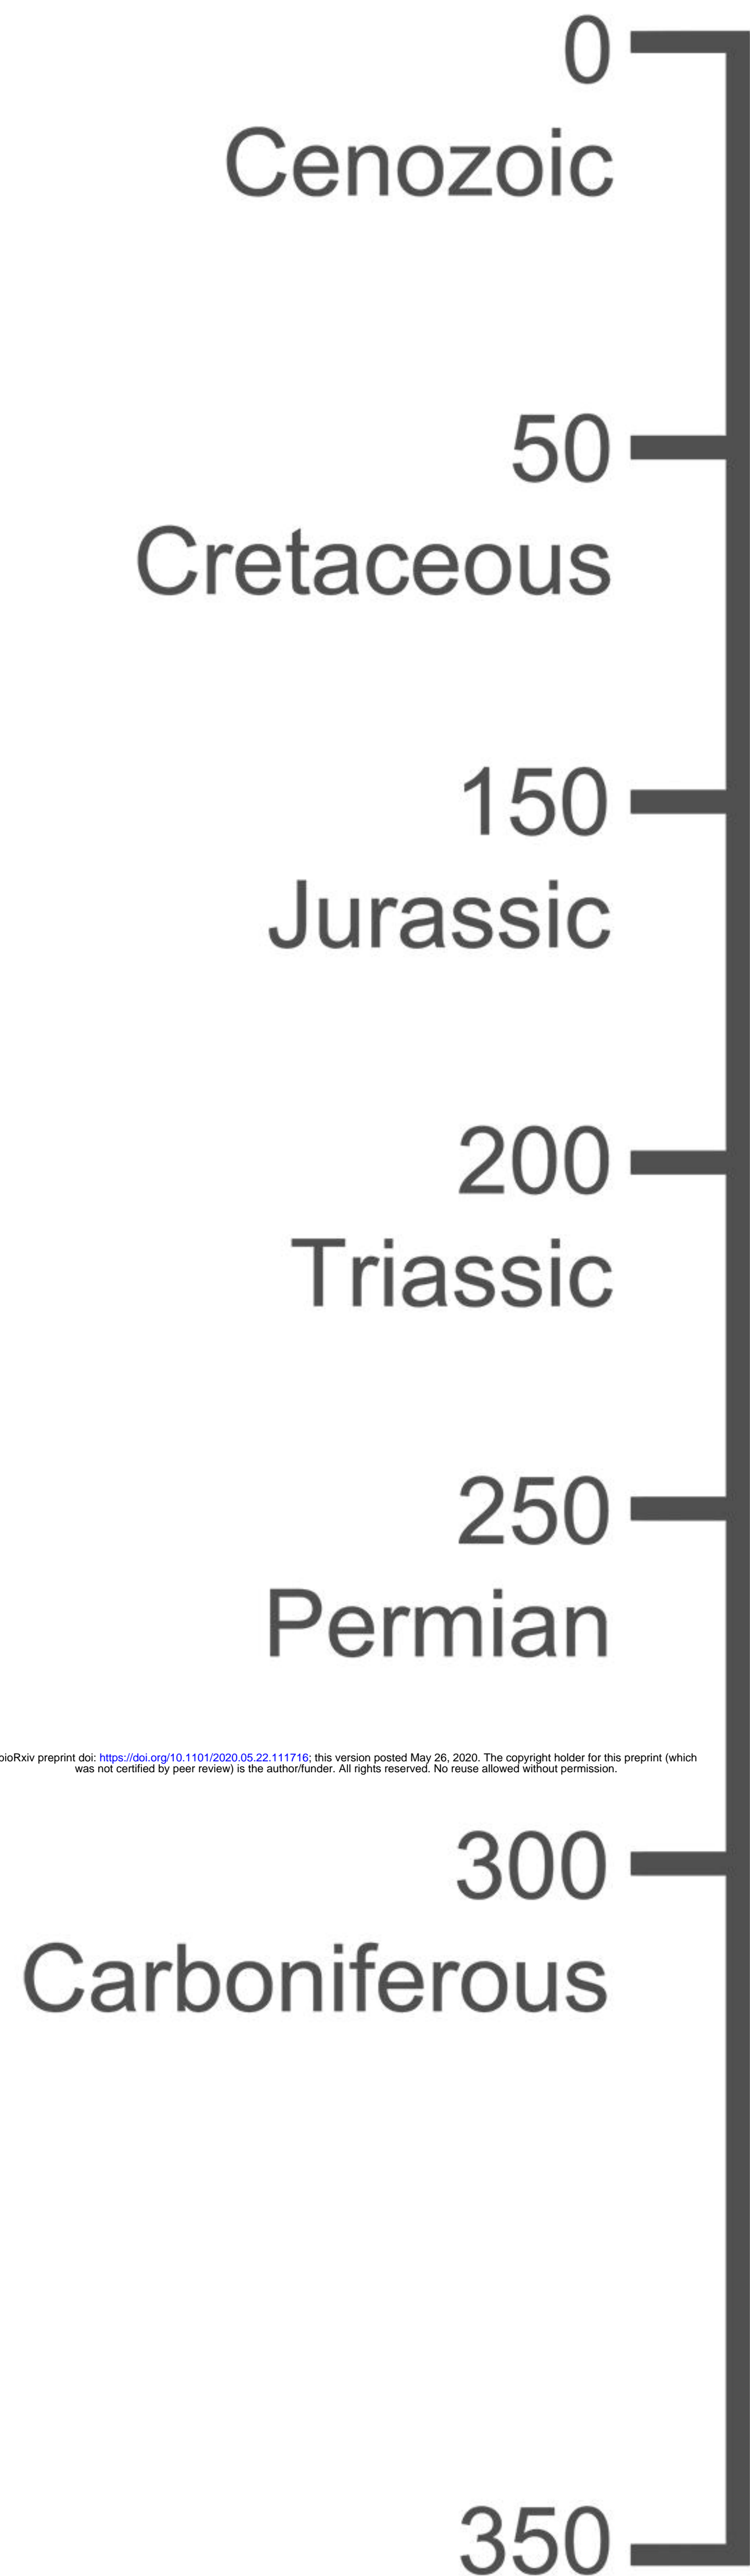 0
Cenozoic
50
Cretaceous
150
Jurassic
200
Triassic
250
Permian
bioRxiv preprint doi: https://doi.org/10.1101/2020.05.22.111716; this version posted May 26, 2020. The copyright holder for this preprint (which
was not certified by peer review) is the author/funder. All rights reserved. No reuse allowed without permission.
300
Carboniferous
350